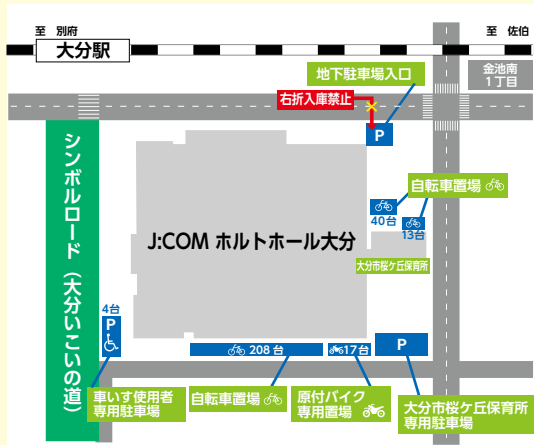 至 別府
至 佐伯
大分駅
金池南
1丁目
地下駐車場入口
右折入庫禁止
P
シンボルロード（大分いこいの道）
自転車置場
40台
13台
J:COM ホルトホール大分
大分市桜ケ丘保育所
4台
P
208台
17台
P
車いす使用者
専用駐車場
自転車置場
原付バイク
専用置場
大分市桜ケ丘保育所
専用駐車場